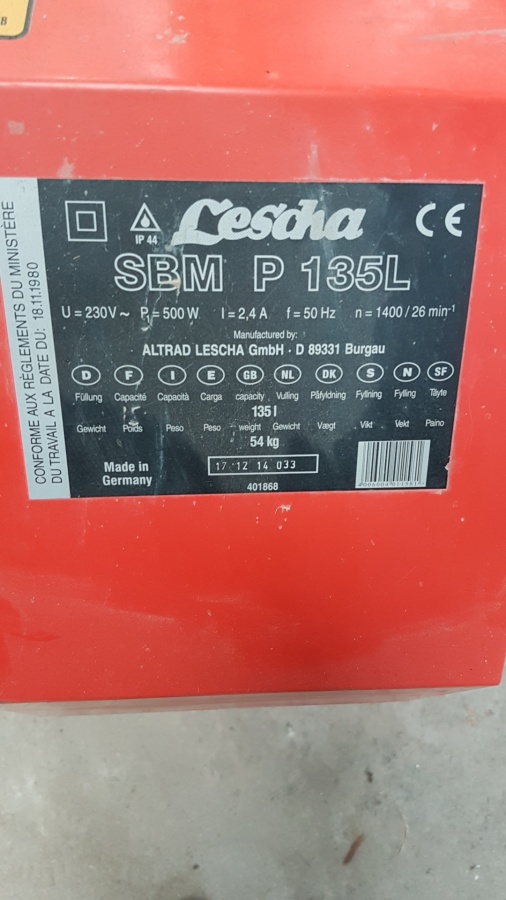 B
CONFORME AUX RÈGLEMENTS DU MINISTÈRE
DU TRAVAIL A LA DATE DU: 18.11.1980
IP 44
Lescha
CE
SBM P 135L
U = 230V ~ P₁ = 500 W I = 2,4 A f = 50 Hz n = 1400 / 26 min⁻¹
Manufactured by:
ALTRAD LESCHA GmbH · D 89331 Burgau
D F I E GB NL DK S N SF
Füllung Capacité Capacità Carga capacity Vulling Påfyldning Fyllning Fylling Täyte
135 l
Gewicht Poids Peso Peso weight Gewicht Vægt Vikt Vekt Paino
54 kg
Made in
Germany
17 12 14 033
401868